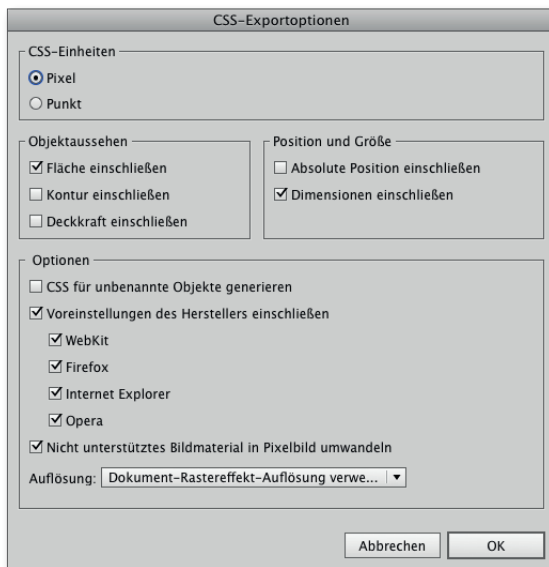 CSS-Exportoptionen
CSS-Einheiten
Pixel
Punkt
Objektaussehen
Fläche einschließen
Kontur einschließen
Deckkraft einschließen
Position und Größe
Absolute Position einschließen
Dimensionen einschließen
Optionen
CSS für unbenannte Objekte generieren
Voreinstellungen des Herstellers einschließen
WebKit
Firefox
Internet Explorer
Opera
Nicht unterstütztes Bildmaterial in Pixelbild umwandeln
Auflösung: Dokument-Rastereffekt-Auflösung verwe...
Abbrechen OK